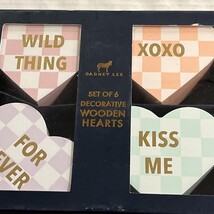 WILD
THING
XOXO
DABNEY LEE
SET OF 6
DECORATIVE
WOODEN
HEARTS
FOR
EVER
KISS
ME